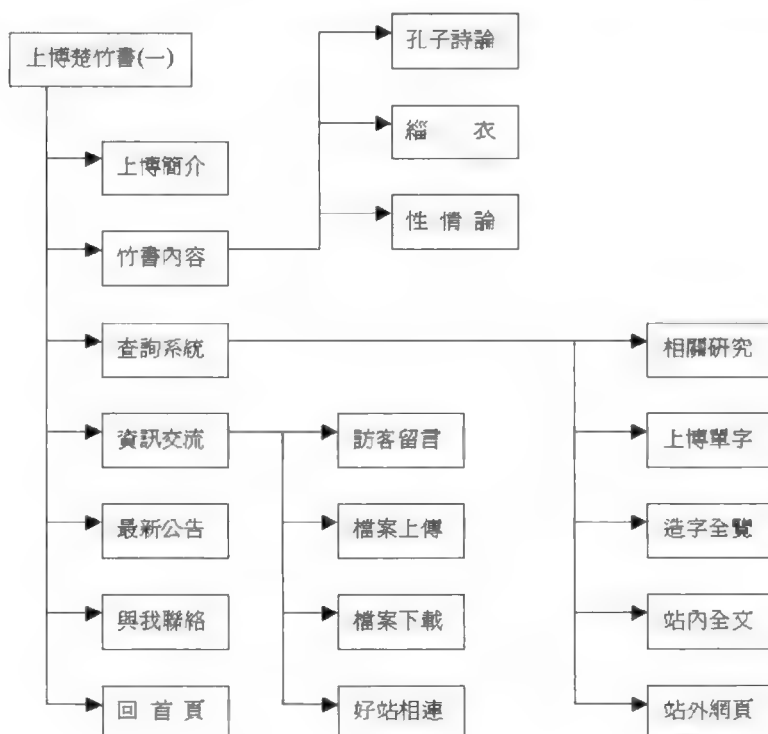 上博楚竹書(一)
孔子詩論
緇 衣
性 情 論
上博簡介
竹書內容
查詢系統
相關研究
資訊交流
訪客留言
上博單字
最新公告
檔案上傳
造字全覽
與我聯絡
檔案下載
站內全文
回 首 頁
好站相連
站外網頁